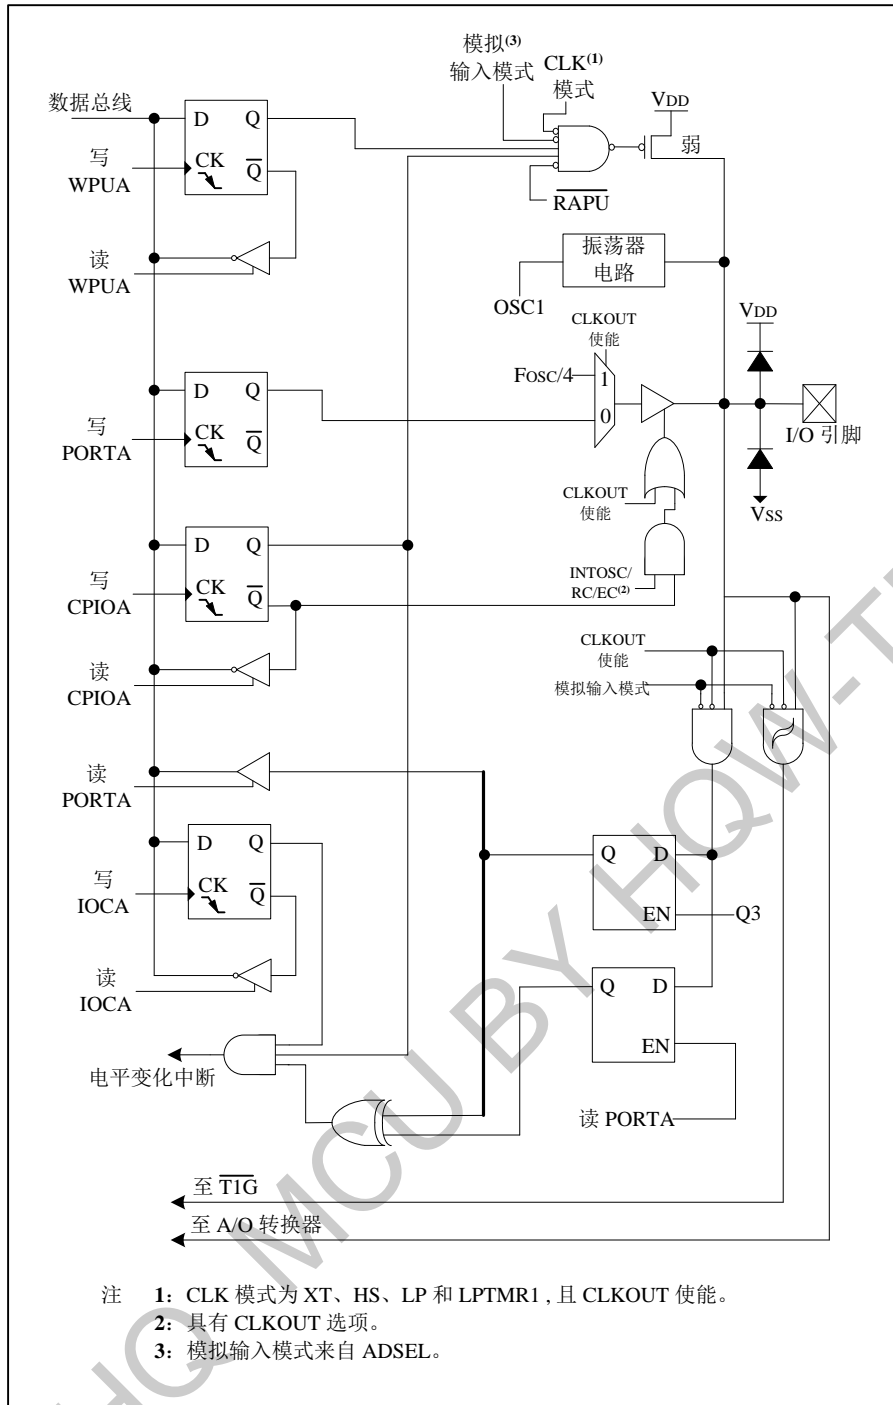 模拟(3)
输入模式
CLK(1)
模式
数据总线
VDD
D Q
写
WPUA
CK
Q
弱
RAPU
读
WPUA
振荡器
电路
OSC1
CLKOUT
使能
VDD
FOSC/4
1
0
D Q
写
PORTA
CK
Q
I/O 引脚
CLKOUT
使能
VSS
D Q
写
CPIOA
CK
Q
INTOSC/
RC/EC(2)
读
CPIOA
CLKOUT
使能
模拟输入模式
读
PORTA
D Q
写
IOCA
CK
Q
Q D
EN
Q3
读
IOCA
Q D
EN
电平变化中断
读 PORTA
至 T1G
至 A/O 转换器
注 1: CLK 模式为 XT、HS、LP 和 LPTMR1 , 且 CLKOUT 使能。
2: 具有 CLKOUT 选项。
3: 模拟输入模式来自 ADSEL。
HQ MCU BY HQW-T